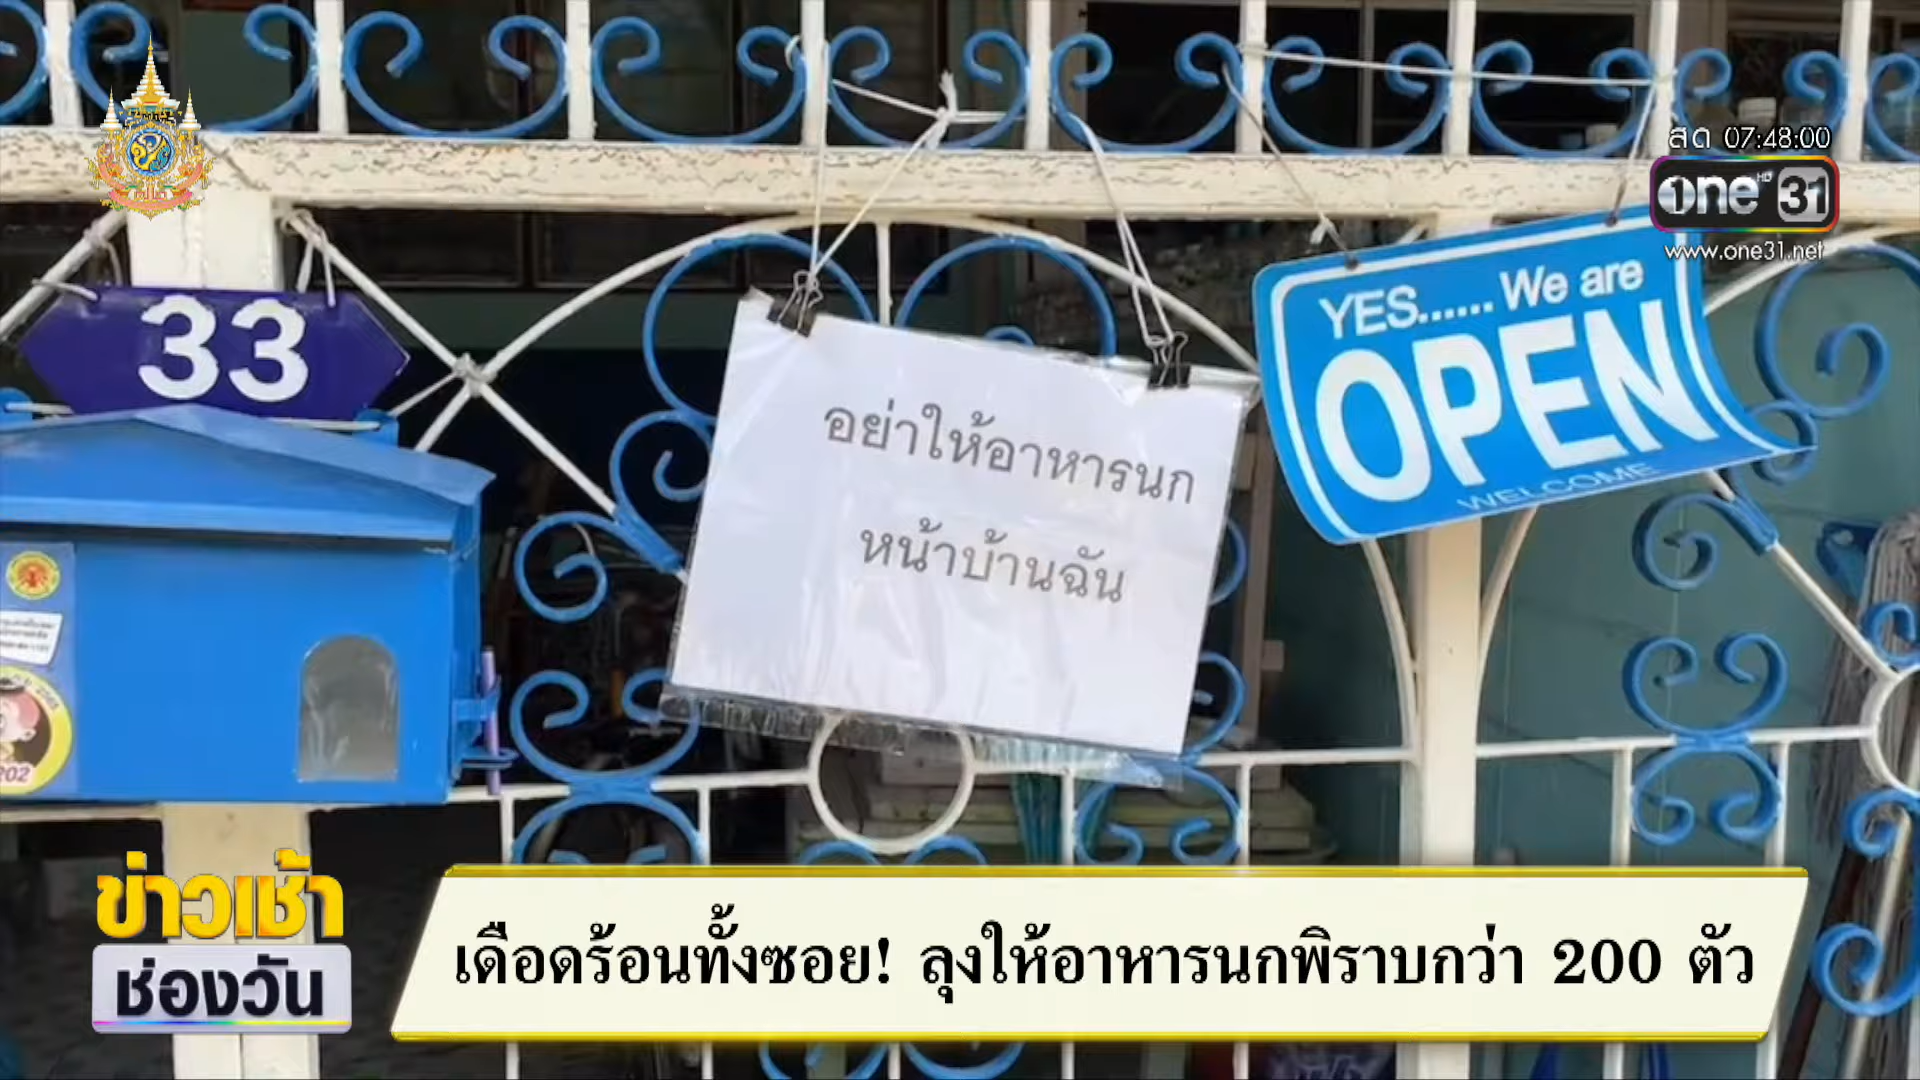 สด 07:48:00
one HD 31
www.one31.net
33
YES...... We are
OPEN
WELCOME
อย่าให้อาหารนก
หน้าบ้านฉัน
202
ข่าวเช้า
ช่องวัน
เดือดร้อนทั้งซอย! ลุงให้อาหารนกพิราบกว่า 200 ตัว